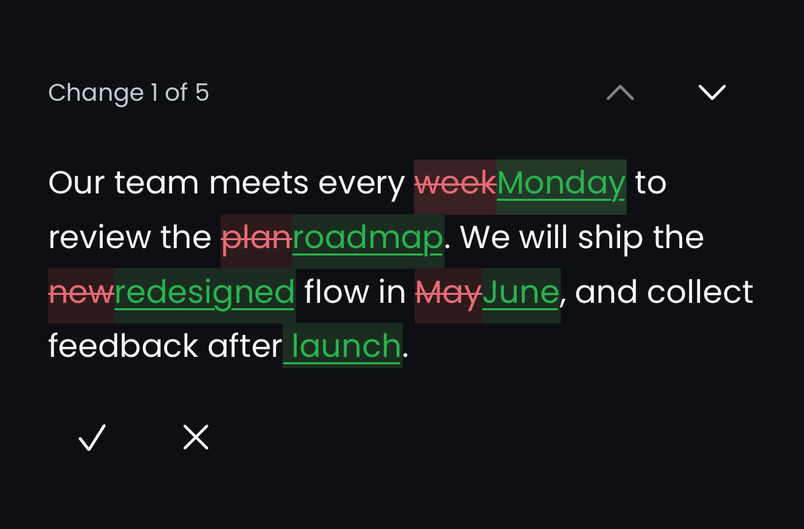 Change 1 of 5
Our team meets every weekMonday to
review the planroadmap. We will ship the
newredesigned flow in MayJune, and collect
feedback after launch.